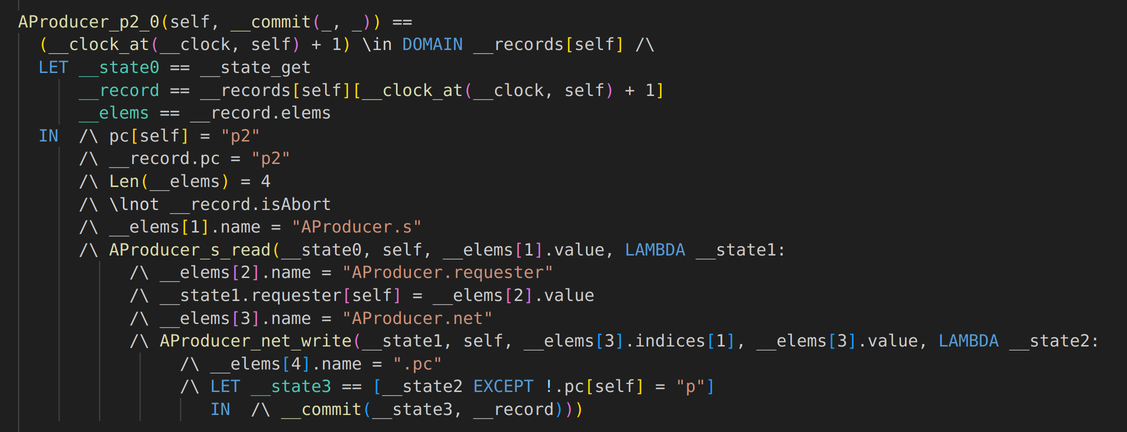 AProducer_p2_0(self, __commit(_, _)) ==
(__clock_at(__clock, self) + 1) \in DOMAIN __records[self] /\
LET __state0 == __state_get
__record == __records[self][__clock_at(__clock, self) + 1]
__elems == __record.elems
IN /\ pc[self] = "p2"
/\ __record.pc = "p2"
/\ Len(__elems) = 4
/\ \lnot __record.isAbort
/\ __elems[1].name = "AProducer.s"
/\ AProducer_s_read(__state0, self, __elems[1].value, LAMBDA __state1:
/\ __elems[2].name = "AProducer.requester"
/\ __state1.requester[self] = __elems[2].value
/\ __elems[3].name = "AProducer.net"
/\ AProducer_net_write(__state1, self, __elems[3].indices[1], __elems[3].value, LAMBDA __state2:
/\ __elems[4].name = ".pc"
/\ LET __state3 == [__state2 EXCEPT !.pc[self] = "p"]
IN /\ __commit(__state3, __record)))